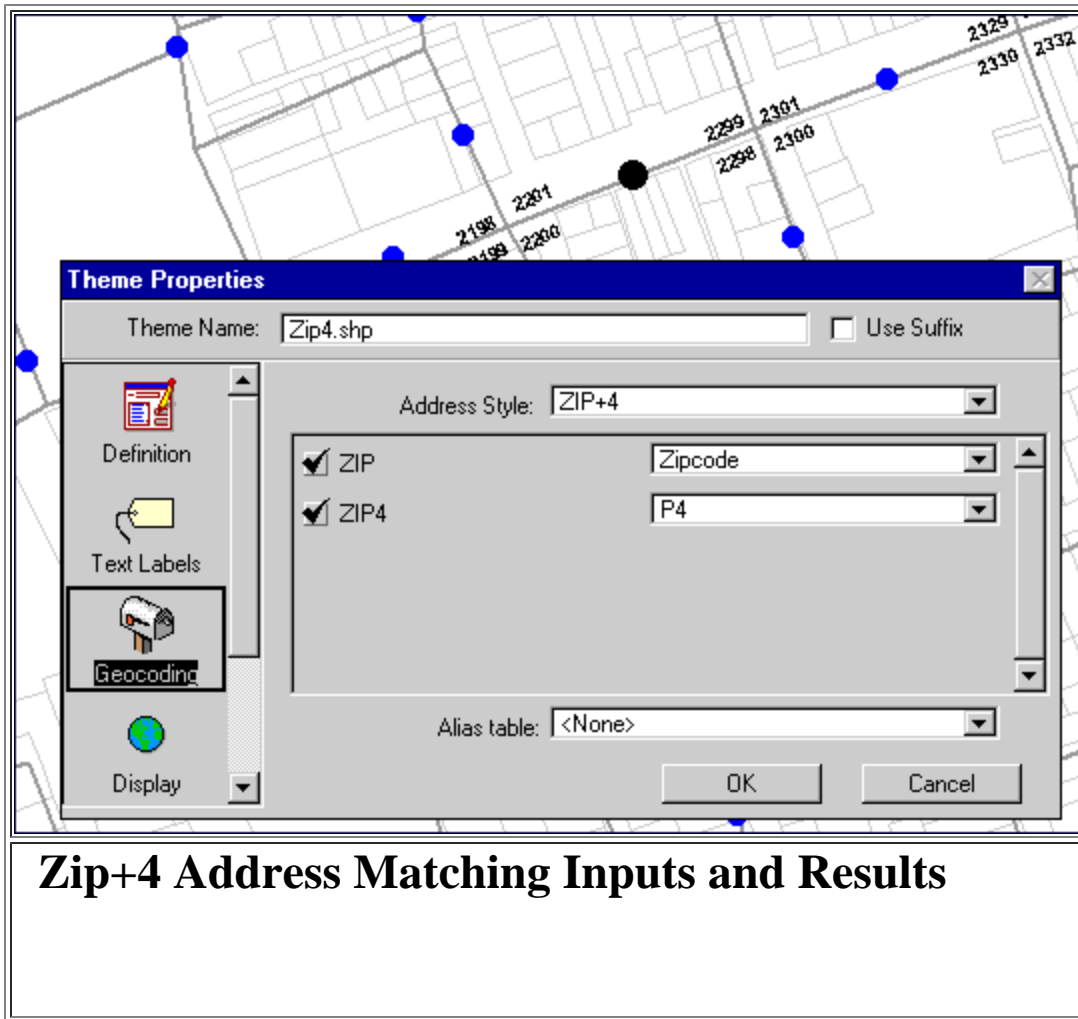 2329
2330 2332
2299 2301
2298 2300
2198 2201
2199 2200
Theme Properties
Theme Name: Zip4.shp Use Suffix
Definition
Text Labels
Geocoding
Display
Address Style: ZIP+4
ZIP Zipcode
ZIP4 P4
Alias table: <None>
OK Cancel
Zip+4 Address Matching Inputs and Results